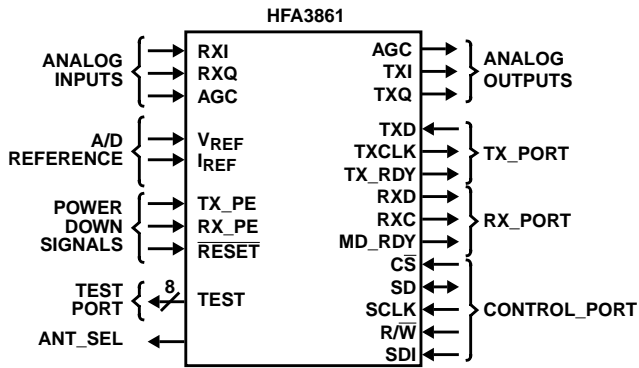 HFA3861
ANALOG
INPUTS
RXI
RXQ
AGC
A/D
REFERENCE
VREF
IREF
POWER
DOWN
SIGNALS
TX_PE
RX_PE
RESET
TEST
PORT
8
TEST
ANT_SEL
AGC
TXI
TXQ
ANALOG
OUTPUTS
TXD
TXCLK
TX_RDY
TX_PORT
RXD
RXC
MD_RDY
RX_PORT
CS
SD
SCLK
R/W
SDI
CONTROL_PORT